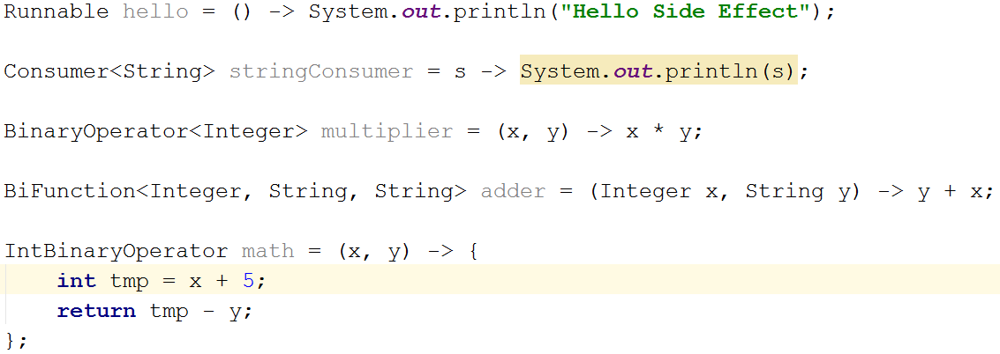 Runnable hello = () -> System.out.println("Hello Side Effect");
Consumer<String> stringConsumer = s -> System.out.println(s);
BinaryOperator<Integer> multiplier = (x, y) -> x * y;
BiFunction<Integer, String, String> adder = (Integer x, String y) -> y + x;
IntBinaryOperator math = (x, y) -> {
    int tmp = x + 5;
    return tmp - y;
};